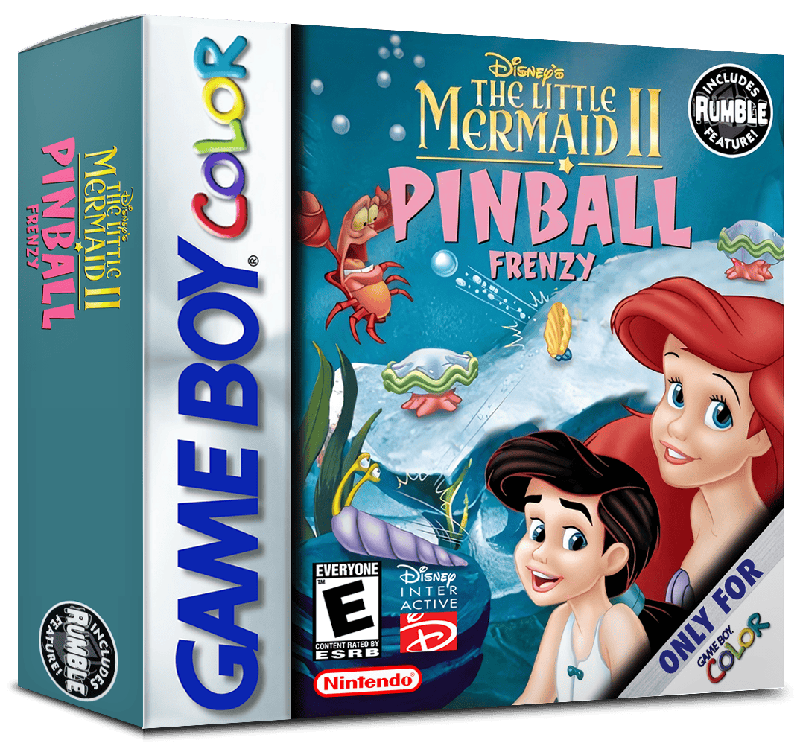 Disney's
THE LITTLE
MERMAID II
PINBALL
FRENZY
INCLUDES
RUMBLE
FEATURE!
GAME BOY COLOR
®
Disney's
THE LITTLE
MERMAID II
PINBALL
FRENZY
INCLUDES
RUMBLE
FEATURE!
EVERYONE
TM
E
CONTENT RATED BY
ESRB
Disney
INTER
ACTIVE
D
Nintendo
ONLY FOR
GAME BOY
COLOR